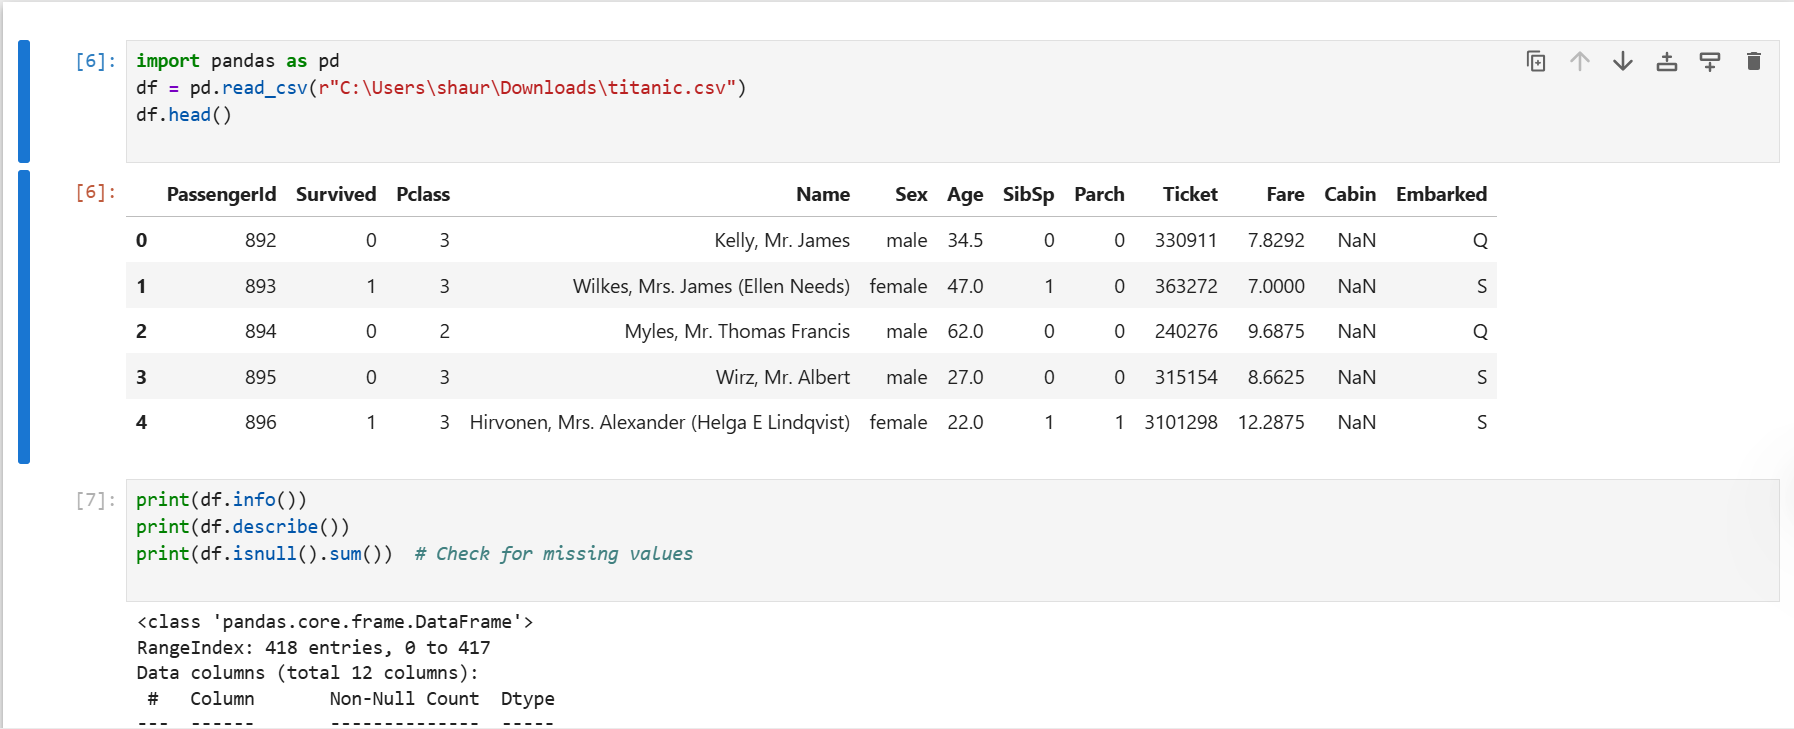 [6]: import pandas as pd
df = pd.read_csv(r"C:\Users\shaur\Downloads\titanic.csv")
df.head()
[6]: PassengerId Survived Pclass Name Sex Age SibSp Parch Ticket Fare Cabin Embarked
0 892 0 3 Kelly, Mr. James male 34.5 0 0 330911 7.8292 NaN Q
1 893 1 3 Wilkes, Mrs. James (Ellen Needs) female 47.0 1 0 363272 7.0000 NaN S
2 894 0 2 Myles, Mr. Thomas Francis male 62.0 0 0 240276 9.6875 NaN Q
3 895 0 3 Wirz, Mr. Albert male 27.0 0 0 315154 8.6625 NaN S
4 896 1 3 Hirvonen, Mrs. Alexander (Helga E Lindqvist) female 22.0 1 1 3101298 12.2875 NaN S
[7]: print(df.info())
print(df.describe())
print(df.isnull().sum())  # Check for missing values
<class 'pandas.core.frame.DataFrame'>
RangeIndex: 418 entries, 0 to 417
Data columns (total 12 columns):
 #   Column       Non-Null Count  Dtype
---  ------       --------------  -----